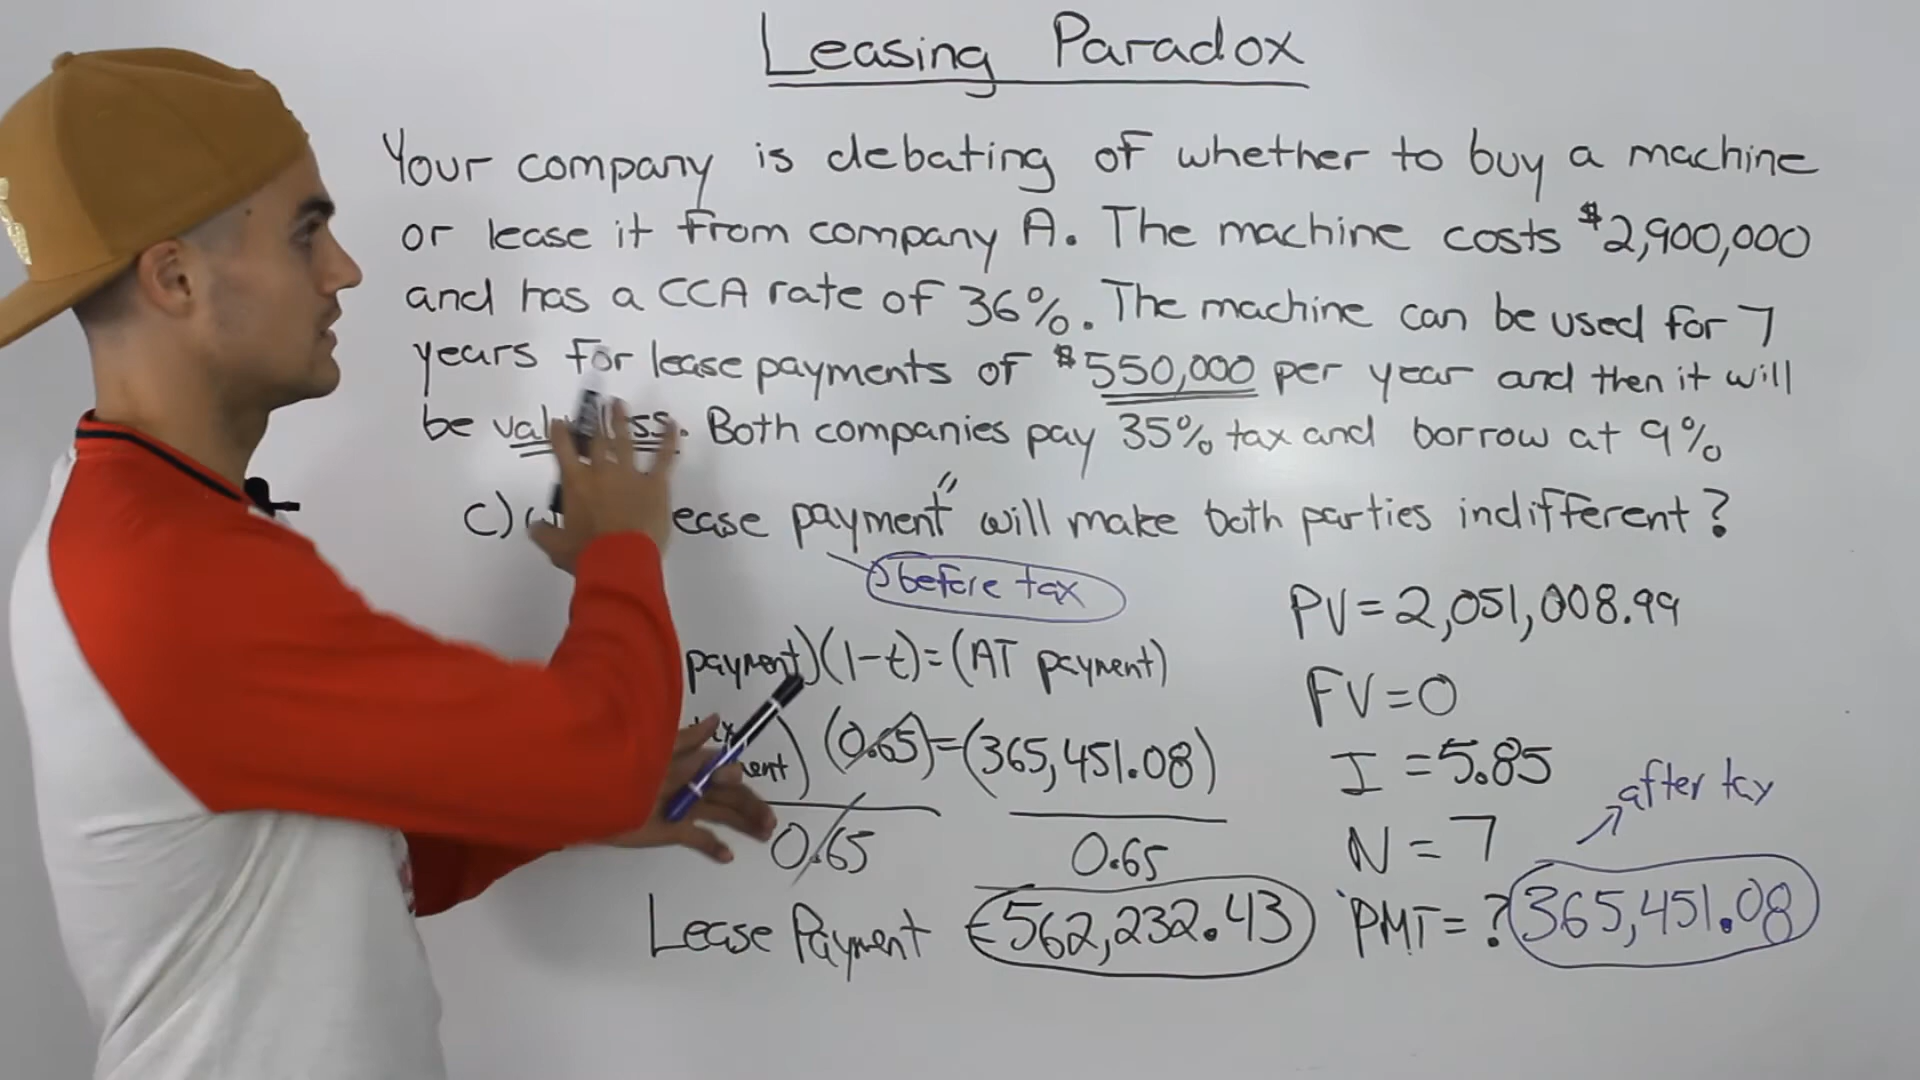 Leasing Paradox
Your company is debating of whether to buy a machine
or lease it from company A. The machine costs $2,900,000
and has a CCA rate of 36%. The machine can be used for 7
years for lease payments of $550,000 per year and then it will
be Both companies pay 35% tax and borrow at 9%
c) payment" will make both parties indifferent?
before tax
payment)(1-t)=(AT payment)
(0.65)=(365,451.08)
0.65 0.65
Lease Payment 562,232.43
PV=2,051,008.99
FV=0
I=5.85
N=7
after tax
PMT=? 365,451.08